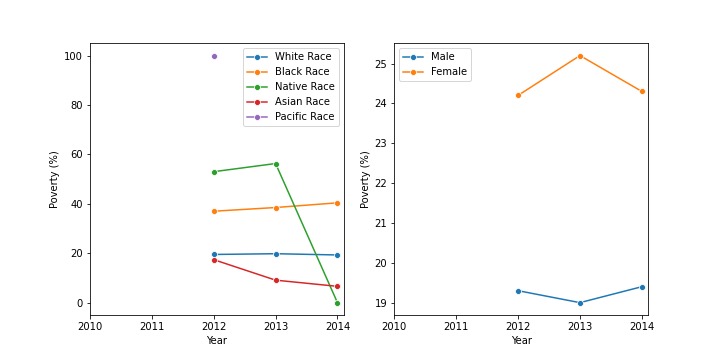 100
80
60
40
20
0
Poverty (%)
2010 2011 2012 2013 2014
Year
White Race
Black Race
Native Race
Asian Race
Pacific Race
25
24
23
22
21
20
19
Poverty (%)
2010 2011 2012 2013 2014
Year
Male
Female